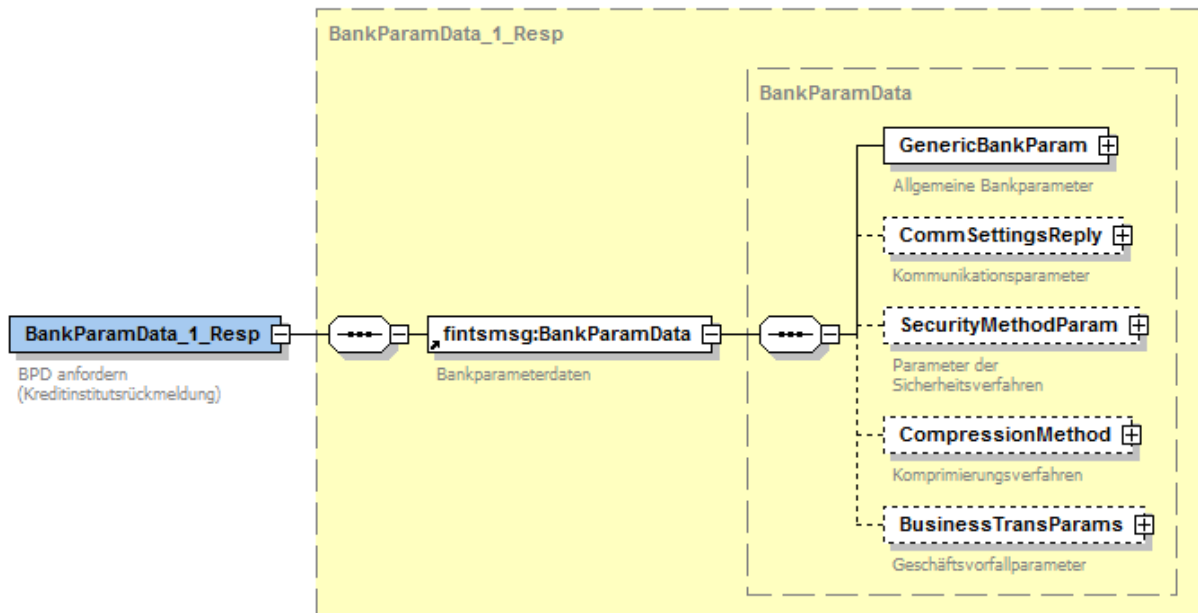 BankParamData_1_Resp
BankParamData
GenericBankParam
Allgemeine Bankparameter
CommSettingsReply
Kommunikationsparameter
BankParamData_1_Resp
BPD anfordern
(Kreditinstitutsrückmeldung)
fintsmsg:BankParamData
Bankparameterdaten
SecurityMethodParam
Parameter der
Sicherheitsverfahren
CompressionMethod
Komprimierungsverfahren
BusinessTransParams
Geschäftsvorfallparameter